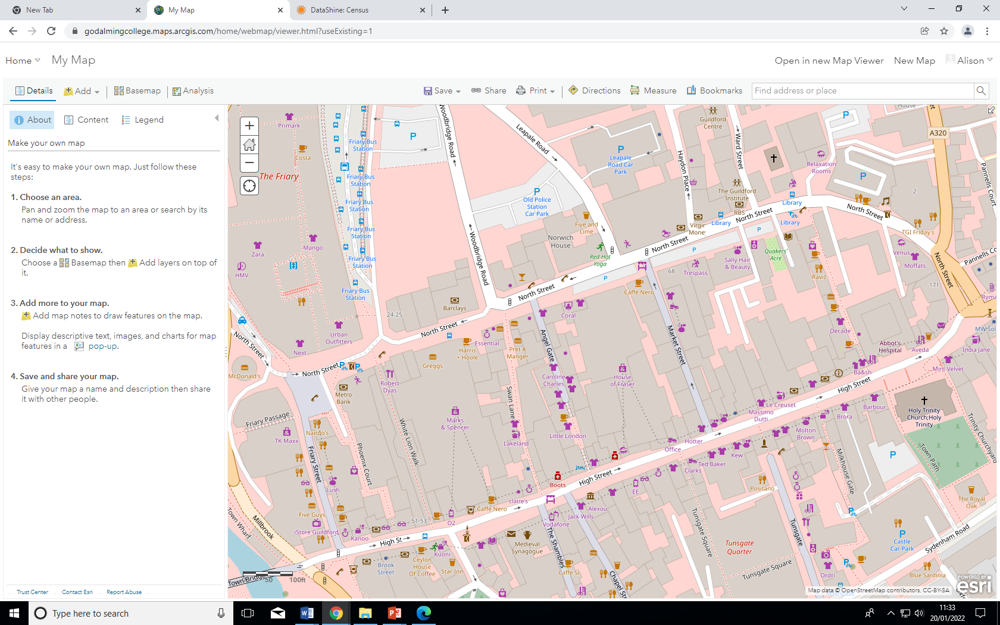 New Tab
My Map
DataShine: Census
godalmingcollege.maps.arcgis.com/home/webmap/viewer.html?useExisting=1
Home
My Map
Open in new Map Viewer
New Map
Alison
Details
Add
Basemap
Analysis
Save
Share
Print
Directions
Measure
Bookmarks
Find address or place
About
Content
Legend
Make your own map
It's easy to make your own map. Just follow these
steps:
1. Choose an area.
Pan and zoom the map to an area or search by its
name or address.
2. Decide what to show.
Choose a Basemap then Add layers on top of
it.
3. Add more to your map.
Add map notes to draw features on the map.
Display descriptive text, images, and charts for map
features in a pop-up.
4. Save and share your map.
Give your map a name and description then share
it with other people.
Trust Center
Contact Esri
Report Abuse
Primark
Costa
The Friary
Friary Bus
Station
Friary Bus
Station
Friary Bus
Station
Friary Bus
Station
Friary Bus
Station
Friary Bus
Station
Zara
Mango
HMV
Urban
Outfitters
Next
McDonald's
North Street
North Street
24-25
Barclays
North Street
Woodbridge Road
Woodbridge Road
Leapale Road
Leapale
Road Car
Park
Old Police
Station
Car Park
Five and
Lime
Norwich
House
Red Hot
Yoga
North Street
North Street
Haydon Place
Ward Street
Guildford
Centre
The Guildford
Institute
RBS
North Street
Virgin
Money
Library
Library
Library
Relaxation
Rooms
A320
House
2
Pannells Court
North Street
TGI Friday's
Venus
Moffats
North Street
171
Ryma
MW Sol
India Jane
Mint Velvet
Aveda
Abbot's
Hospital
Decade
Raviz
Quakers'
Acre
Sally Hair
& Beauty
Trespass
68
Caffè Nero
Coral
Market Street
Angel Gate
Essential
Pret A
Manger
Harris
+ Hoole
Greggs
Robert
Dyas
Metro
Bank
Friary Passage
Nando's
TK Maxx
Friary Street
Phoenix Court
White Lion Walk
Marks
& Spencer
Swan Lane
Lakeland
Caroline
Charles
Little London
House
of Fraser
Ba&sh
High Street
Le Creuset
Massimo
Dutti
Barbour
Brora
Molton
Brown
Holy Trinity
Church;Holy
Trinity
Trinity Churchyard
Town Path
Office
Hotter
Kew
Ted Baker
Clarks
Milkhouse Gate
Positano
The Royal
Oak
Lush
Five Guys
iStore Guildford
Kanoo
51-53
O2
Caffè Nero
claire's
Boots
High Street
EE
Alexou
Jack Wills
Vodafone
The Shambles
Medieval
Synagogue
High St
Kuoni
Brook
Street
Ceylon
House
Of Coffee
Star Inn
Caffe Si
Chapel St
Tunsgate Square
Tunsgate
Quarter
Tunsgate Square
Tunsgate
Ordri
Castle
Car Park
Sydenham Road
Blue Sardinia
Millbrook
Town Wharf
Town Bridge
50
100ft
Map data © OpenStreetMap contributors, CC-BY-SA
POWERED BY
esri
Type here to search
11:33
20/01/2022